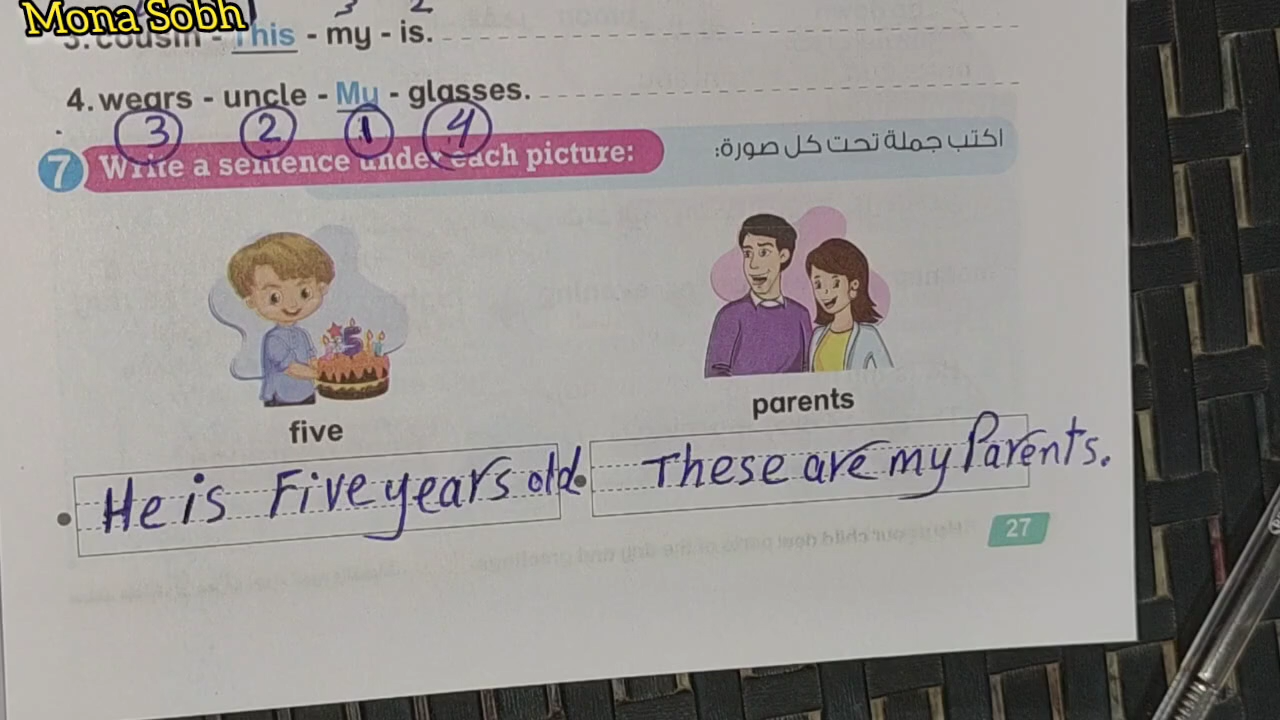 Mona Sobh
3 2
3. cousin - This - my - is.
4. wears - uncle - My - glasses.
3 2 1 4
7 Write a sentence under each picture: اكتب جملة تحت كل صورة:
5
five parents
He is Five years old. These are my Parents.
27